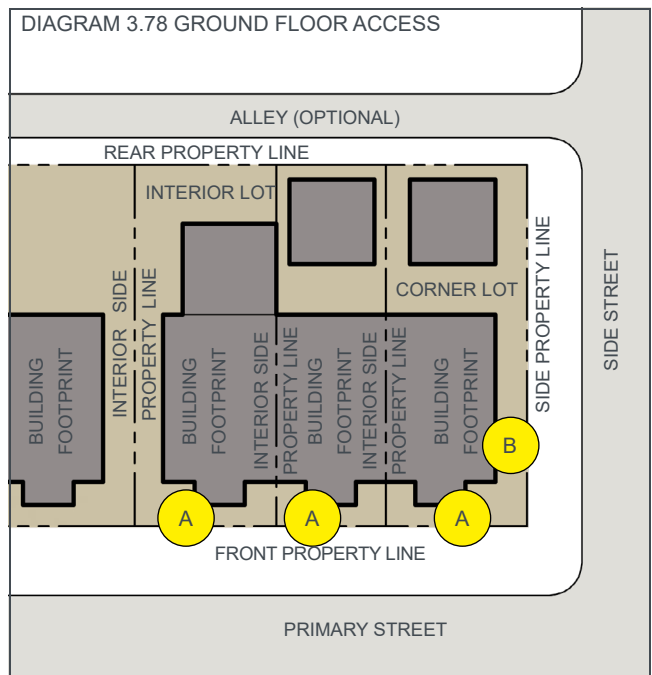 DIAGRAM 3.78 GROUND FLOOR ACCESS
ALLEY (OPTIONAL)
REAR PROPERTY LINE
INTERIOR LOT
CORNER LOT
INTERIOR SIDE
PROPERTY LINE
SIDE PROPERTY LINE
SIDE STREET
BUILDING
FOOTPRINT
BUILDING
FOOTPRINT
INTERIOR SIDE
PROPERTY LINE
BUILDING
FOOTPRINT
INTERIOR SIDE
PROPERTY LINE
BUILDING
FOOTPRINT
B
A
A
A
FRONT PROPERTY LINE
PRIMARY STREET